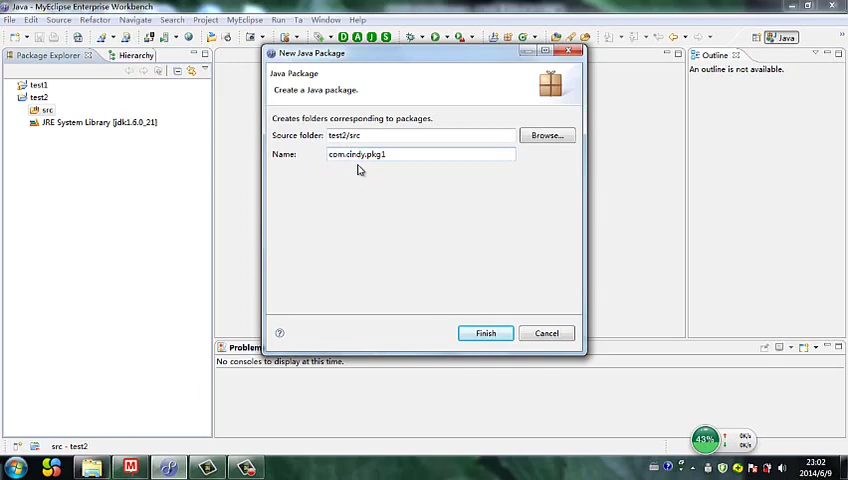 Java - MyEclipse Enterprise Workbench
File Edit Source Refactor Navigate Search Project MyEclipse Run Window Help
Java
Package Explorer Hierarchy
test1
test2
src
JRE System Library [jdk1.6.0_21]
New Java Package
Java Package
Create a Java package.
Creates folders corresponding to packages.
Source folder: test2/src Browse...
Name: com.cindy.pkg1
Finish Cancel
Outline
An outline is not available.
No consoles to display at this time.
src - test2
43% 0K/s
0K/s
23:02
2014/6/9